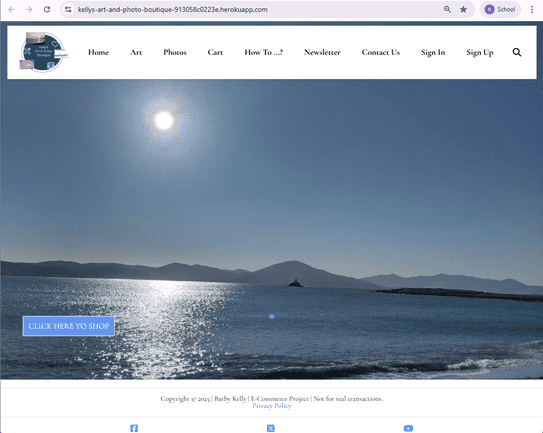 kellys-art-and-photo-boutique-913058c0223e.herokuapp.com
School
Home Art Photos Cart How To ...? Newsletter Contact Us Sign In Sign Up
CLICK HERE TO SHOP
Copyright © 2025 | Barby Kelly | E-Commerce Project | Not for real transactions.
Privacy Policy